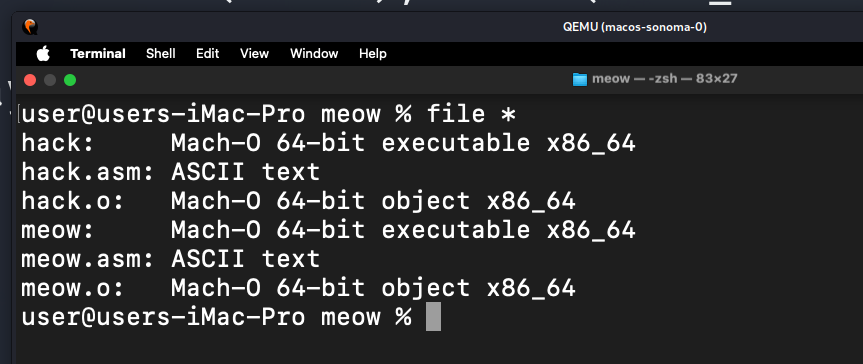 QEMU (macos-sonoma-0)
Terminal Shell Edit View Window Help
meow — -zsh — 83×27
user@users-iMac-Pro meow % file *
hack:     Mach-O 64-bit executable x86_64
hack.asm: ASCII text
hack.o:   Mach-O 64-bit object x86_64
meow:     Mach-O 64-bit executable x86_64
meow.asm: ASCII text
meow.o:   Mach-O 64-bit object x86_64
user@users-iMac-Pro meow %